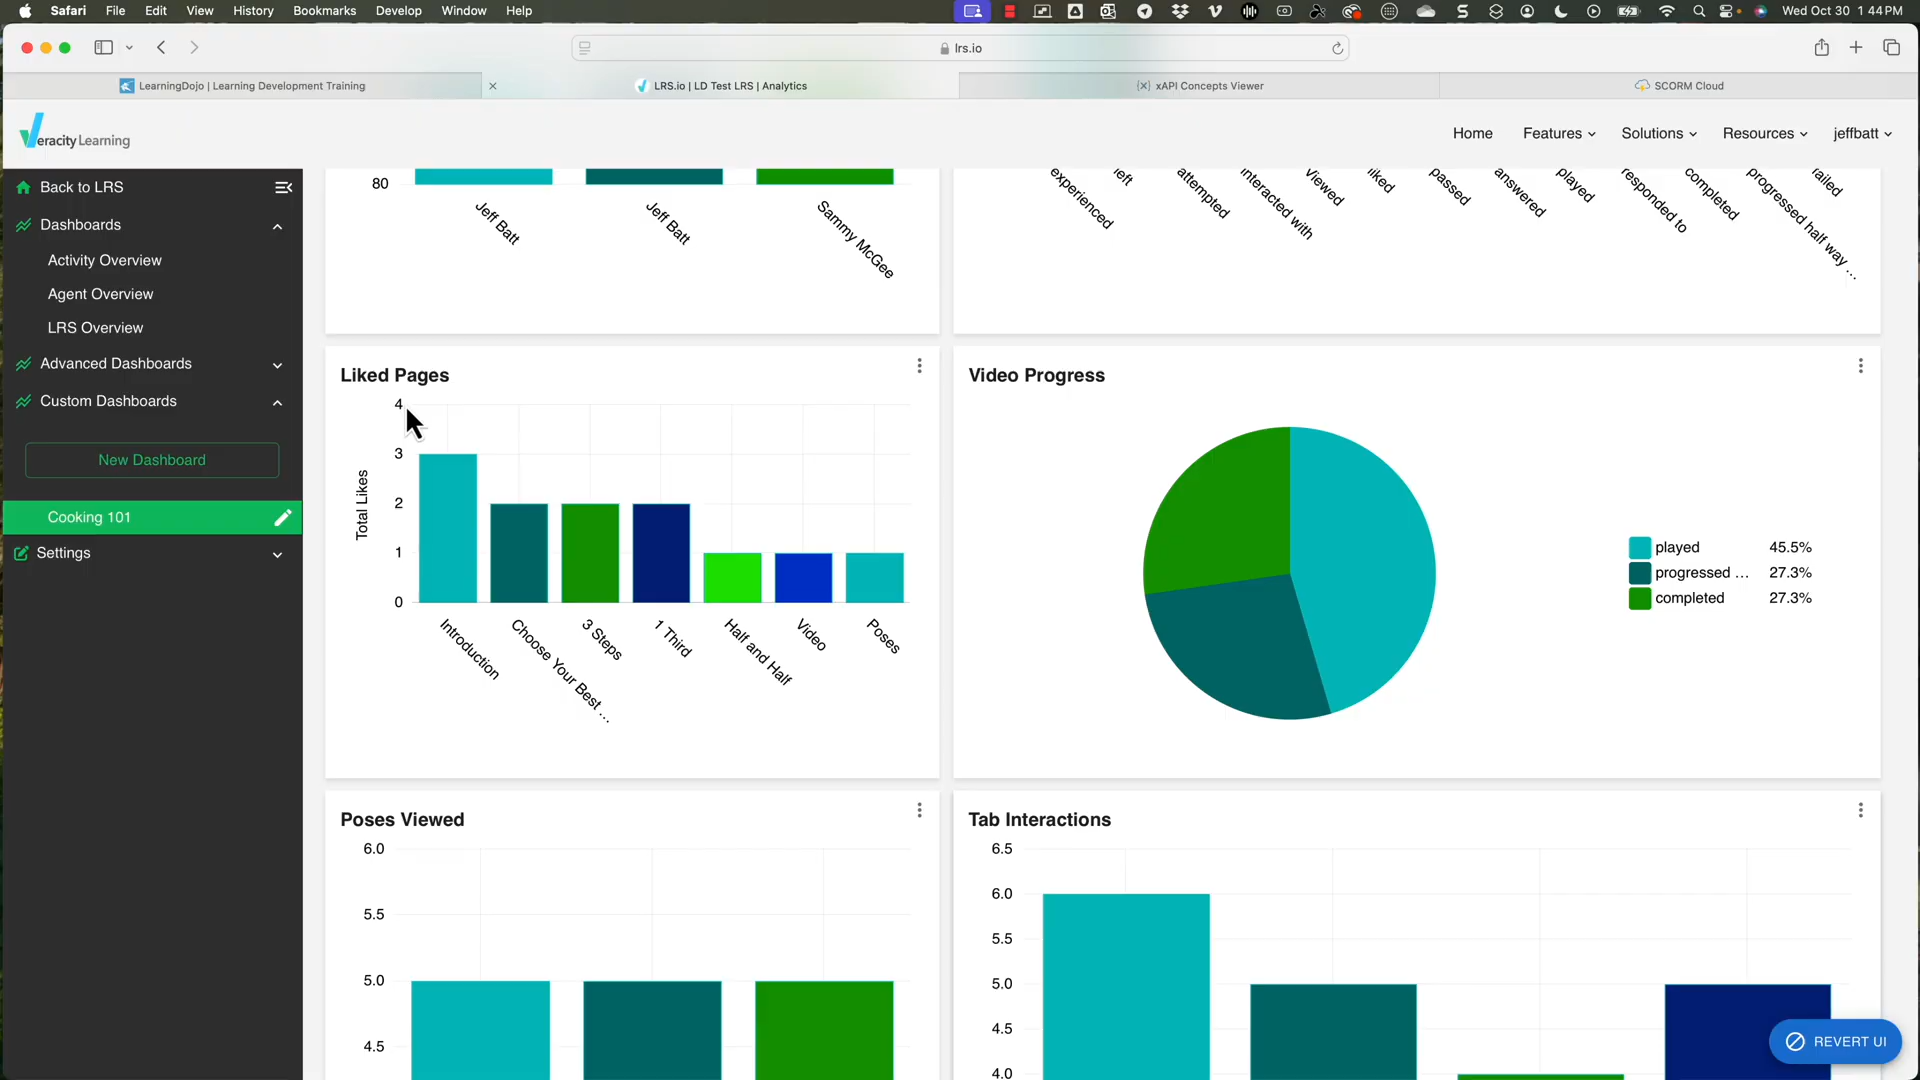 Safari File Edit View History Bookmarks Develop Window Help Wed Oct 30 1 44 PM
lrs.io
LearningDojo | Learning Development Training
LRS.io | LD Test LRS | Analytics
xAPI Concepts Viewer
SCORM Cloud
eracity Learning
Home Features Solutions Resources jeffbatt
Back to LRS
Dashboards
Activity Overview
Agent Overview
LRS Overview
Advanced Dashboards
Custom Dashboards
New Dashboard
Cooking 101
Settings
80
Jeff Batt
Jeff Batt
Sammy McGee
experienced
left
attempted
interacted with
viewed
liked
passed
answered
played
responded to
completed
progressed half way ...
failed
Liked Pages
Total Likes
4
3
2
1
0
Introduction
Choose Your Best ...
3 Steps
1 Third
Half and Half
Video
Poses
Video Progress
played 45.5%
progressed ... 27.3%
completed 27.3%
Poses Viewed
6.0
5.5
5.0
4.5
Tab Interactions
6.5
6.0
5.5
5.0
4.5
4.0
REVERT UI